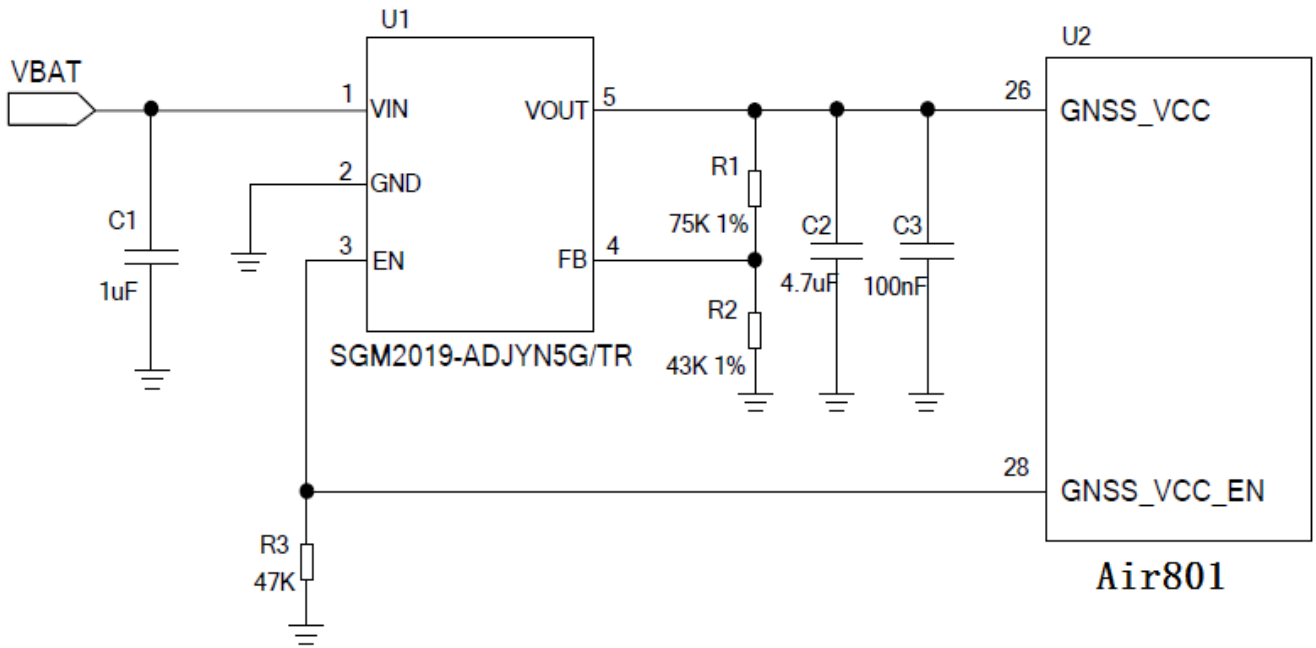 U1
U2
VBAT
1
VIN
VOUT
5
26
GNSS_VCC
2
GND
R1
75K 1%
C1
1uF
3
EN
FB
4
C2
4.7uF
C3
100nF
R2
43K 1%
SGM2019-ADJYN5G/TR
28
GNSS_VCC_EN
R3
47K
Air801